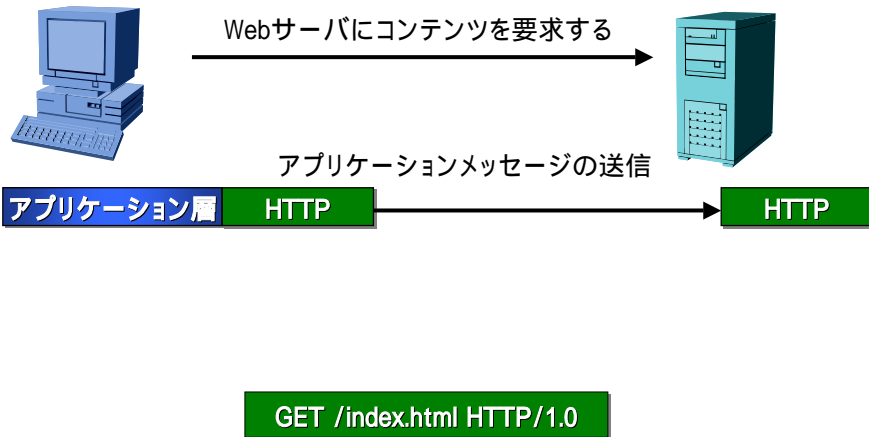 Webサーバにコンテンツを要求する
アプリケーションメッセージの送信
アプリケーション層 HTTP HTTP
GET /index.html HTTP/1.0